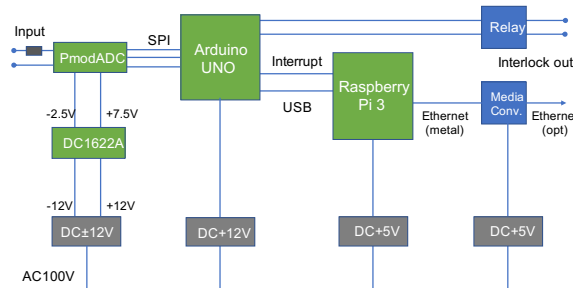 Input
PmodADC
SPI
Arduino
UNO
Relay
Interlock out
Interrupt
USB
Raspberry
Pi 3
Media
Conv.
Ethernet
(metal)
Etherne
(opt)
-2.5V
+7.5V
DC1622A
-12V
+12V
DC±12V
DC+12V
DC+5V
DC+5V
AC100V